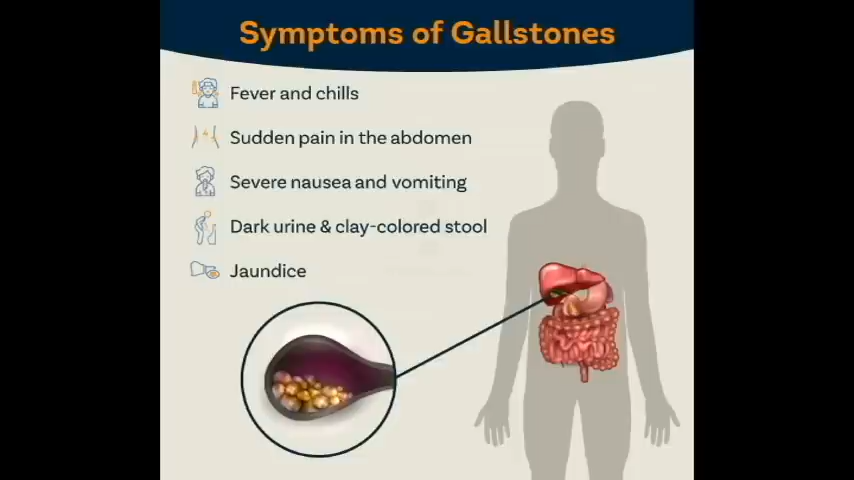 Symptoms of Gallstones
Fever and chills
Sudden pain in the abdomen
Severe nausea and vomiting
Dark urine & clay-colored stool
Jaundice